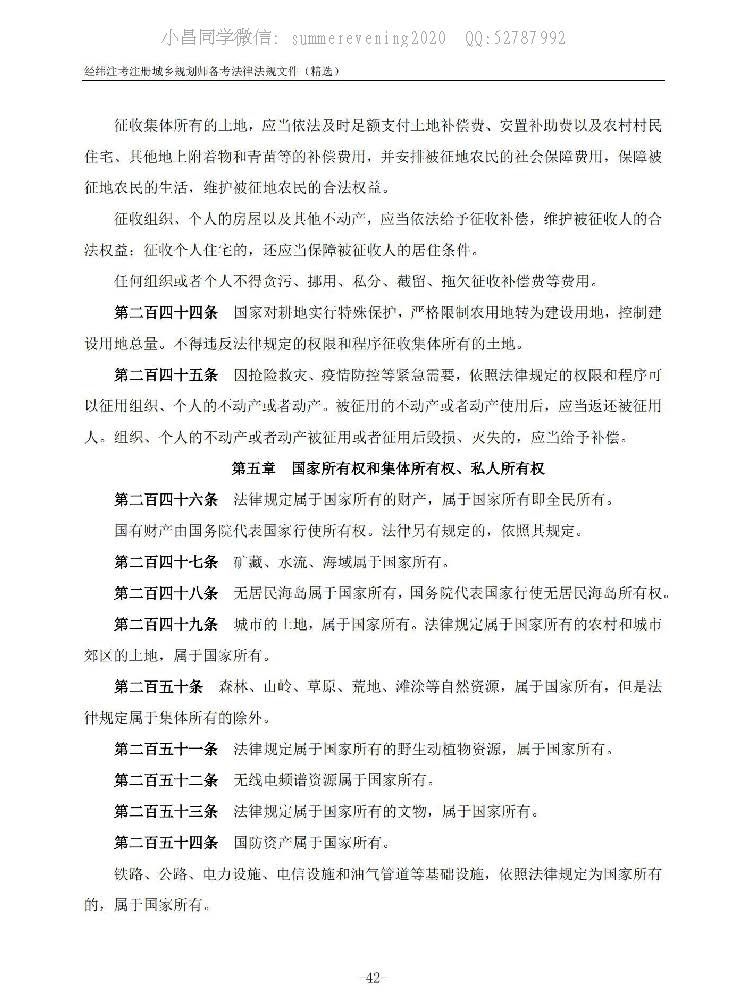 小昌同学微信: summerevening2020 QQ:52787992
经纬注考注册城乡规划师备考法律法规文件（精选）
征收集体所有的土地，应当依法及时足额支付土地补偿费、安置补助费以及农村村民
住宅、其他地上附着物和青苗等的补偿费用，并安排被征地农民的社会保障费用，保障被
征地农民的生活，维护被征地农民的合法权益。
征收组织、个人的房屋以及其他不动产，应当依法给予征收补偿，维护被征收人的合
法权益；征收个人住宅的，还应当保障被征收人的居住条件。
任何组织或者个人不得贪污、挪用、私分、截留、拖欠征收补偿费等费用。
第二百四十四条 国家对耕地实行特殊保护，严格限制农用地转为建设用地，控制建
设用地总量。不得违反法律规定的权限和程序征收集体所有的土地。
第二百四十五条 因抢险救灾、疫情防控等紧急需要，依照法律规定的权限和程序可
以征用组织、个人的不动产或者动产。被征用的不动产或者动产使用后，应当返还被征用
人。组织、个人的不动产或者动产被征用或者征用后毁损、灭失的，应当给予补偿。
第五章 国家所有权和集体所有权、私人所有权
第二百四十六条 法律规定属于国家所有的财产，属于国家所有即全民所有。
国有财产由国务院代表国家行使所有权。法律另有规定的，依照其规定。
第二百四十七条 矿藏、水流、海域属于国家所有。
第二百四十八条 无居民海岛属于国家所有，国务院代表国家行使无居民海岛所有权。
第二百四十九条 城市的土地，属于国家所有。法律规定属于国家所有的农村和城市
郊区的土地，属于国家所有。
第二百五十条 森林、山岭、草原、荒地、滩涂等自然资源，属于国家所有，但是法
律规定属于集体所有的除外。
第二百五十一条 法律规定属于国家所有的野生动植物资源，属于国家所有。
第二百五十二条 无线电频谱资源属于国家所有。
第二百五十三条 法律规定属于国家所有的文物，属于国家所有。
第二百五十四条 国防资产属于国家所有。
铁路、公路、电力设施、电信设施和油气管道等基础设施，依照法律规定为国家所有
的，属于国家所有。
-42-